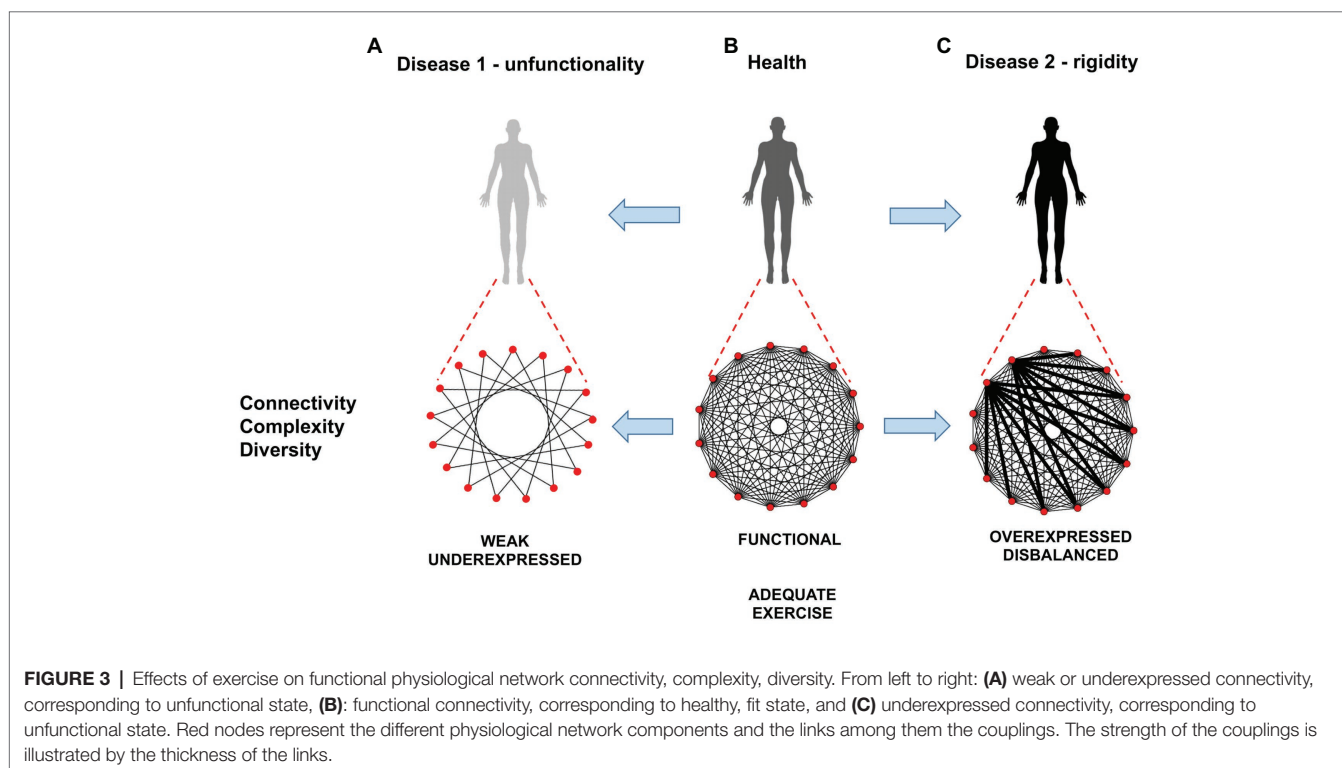 A
Disease 1 - unfunctionality
B
Health
C
Disease 2 - rigidity
Connectivity
Complexity
Diversity
WEAK
UNDEREXPRESSED
FUNCTIONAL
ADEQUATE
EXERCISE
OVEREXPRESSED
DISBALANCED
FIGURE 3 | Effects of exercise on functional physiological network connectivity, complexity, diversity. From left to right: (A) weak or underexpressed connectivity,
corresponding to unfunctional state, (B): functional connectivity, corresponding to healthy, fit state, and (C) underexpressed connectivity, corresponding to
unfunctional state. Red nodes represent the different physiological network components and the links among them the couplings. The strength of the couplings is
illustrated by the thickness of the links.